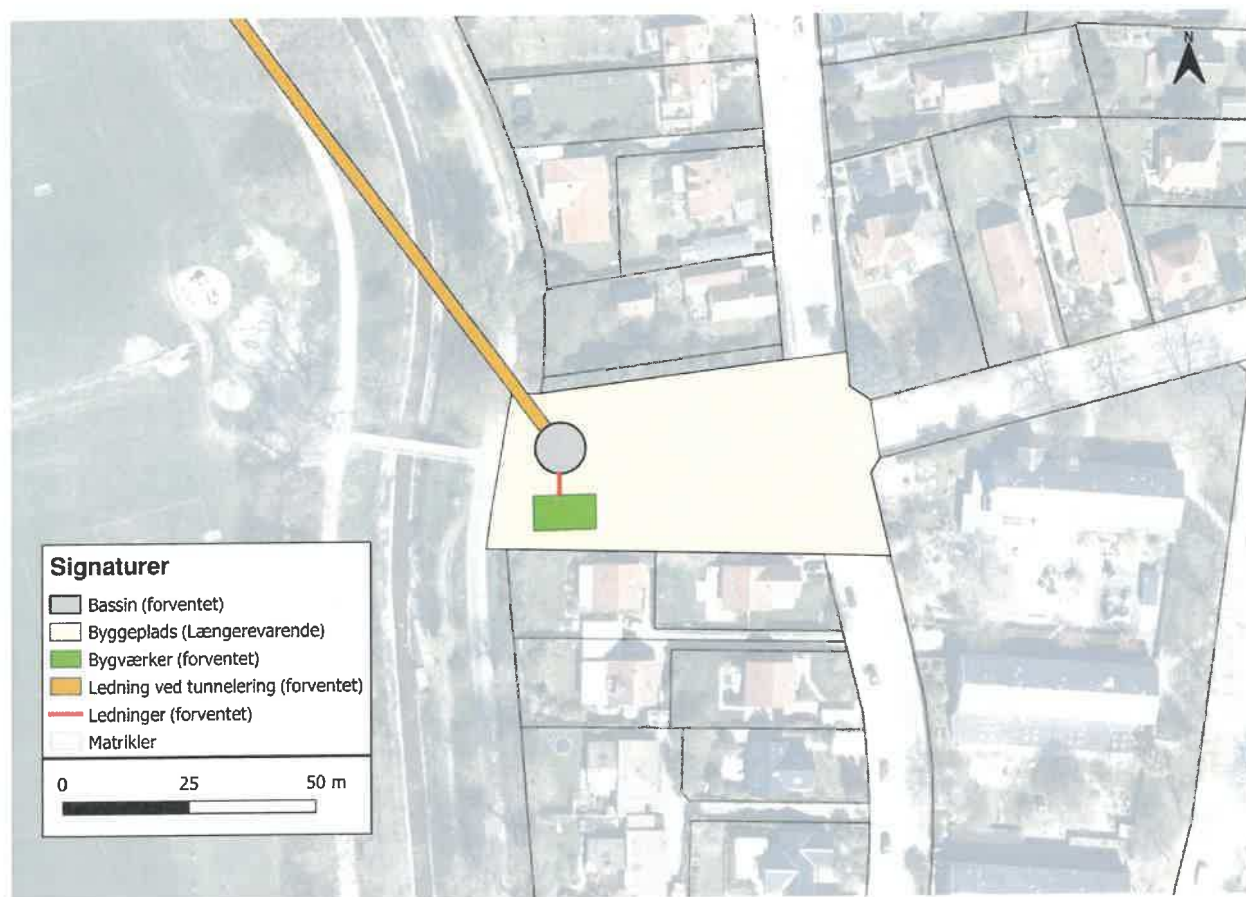 N
Signaturer
Bassin (forventet)
Byggeplads (Længerevarende)
Bygværker (forventet)
Ledning ved tunnelering (forventet)
Ledninger (forventet)
Matrikler
0 25 50 m